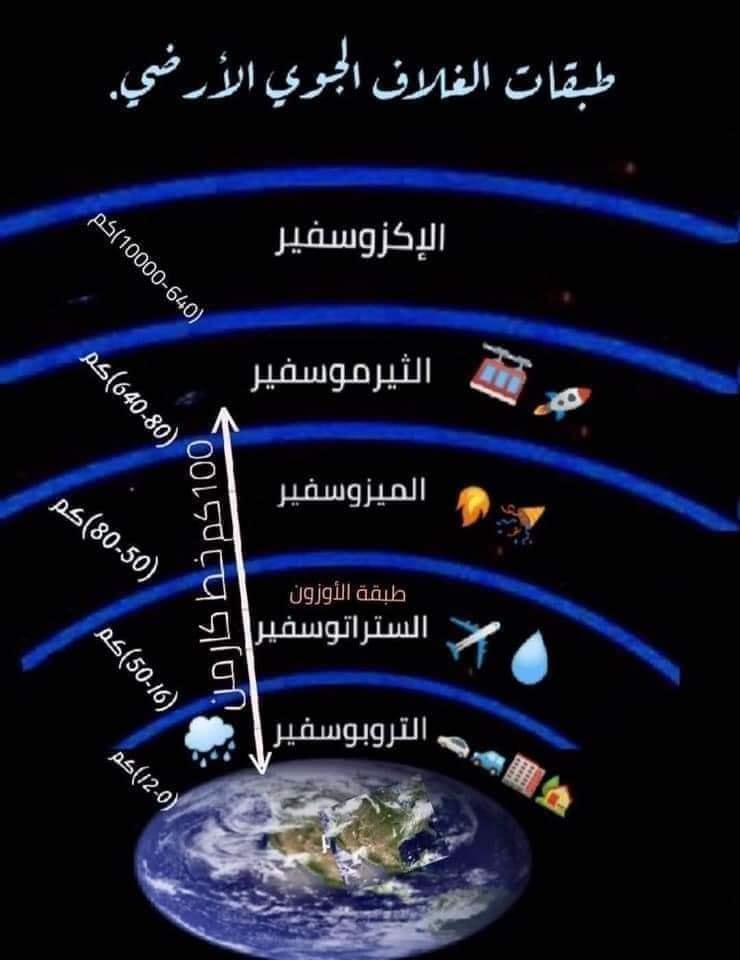 طبقات الغلاف الجوي الأرضي.
الإكزوسفير
(640-10000)كم
الثيرموسفير
(80-640)كم
الميزوسفير
(50-80)كم
100كم خط كارمن
طبقة الأوزون
الستراتوسفير
(16-50)كم
التروبوسفير
(0-12)كم